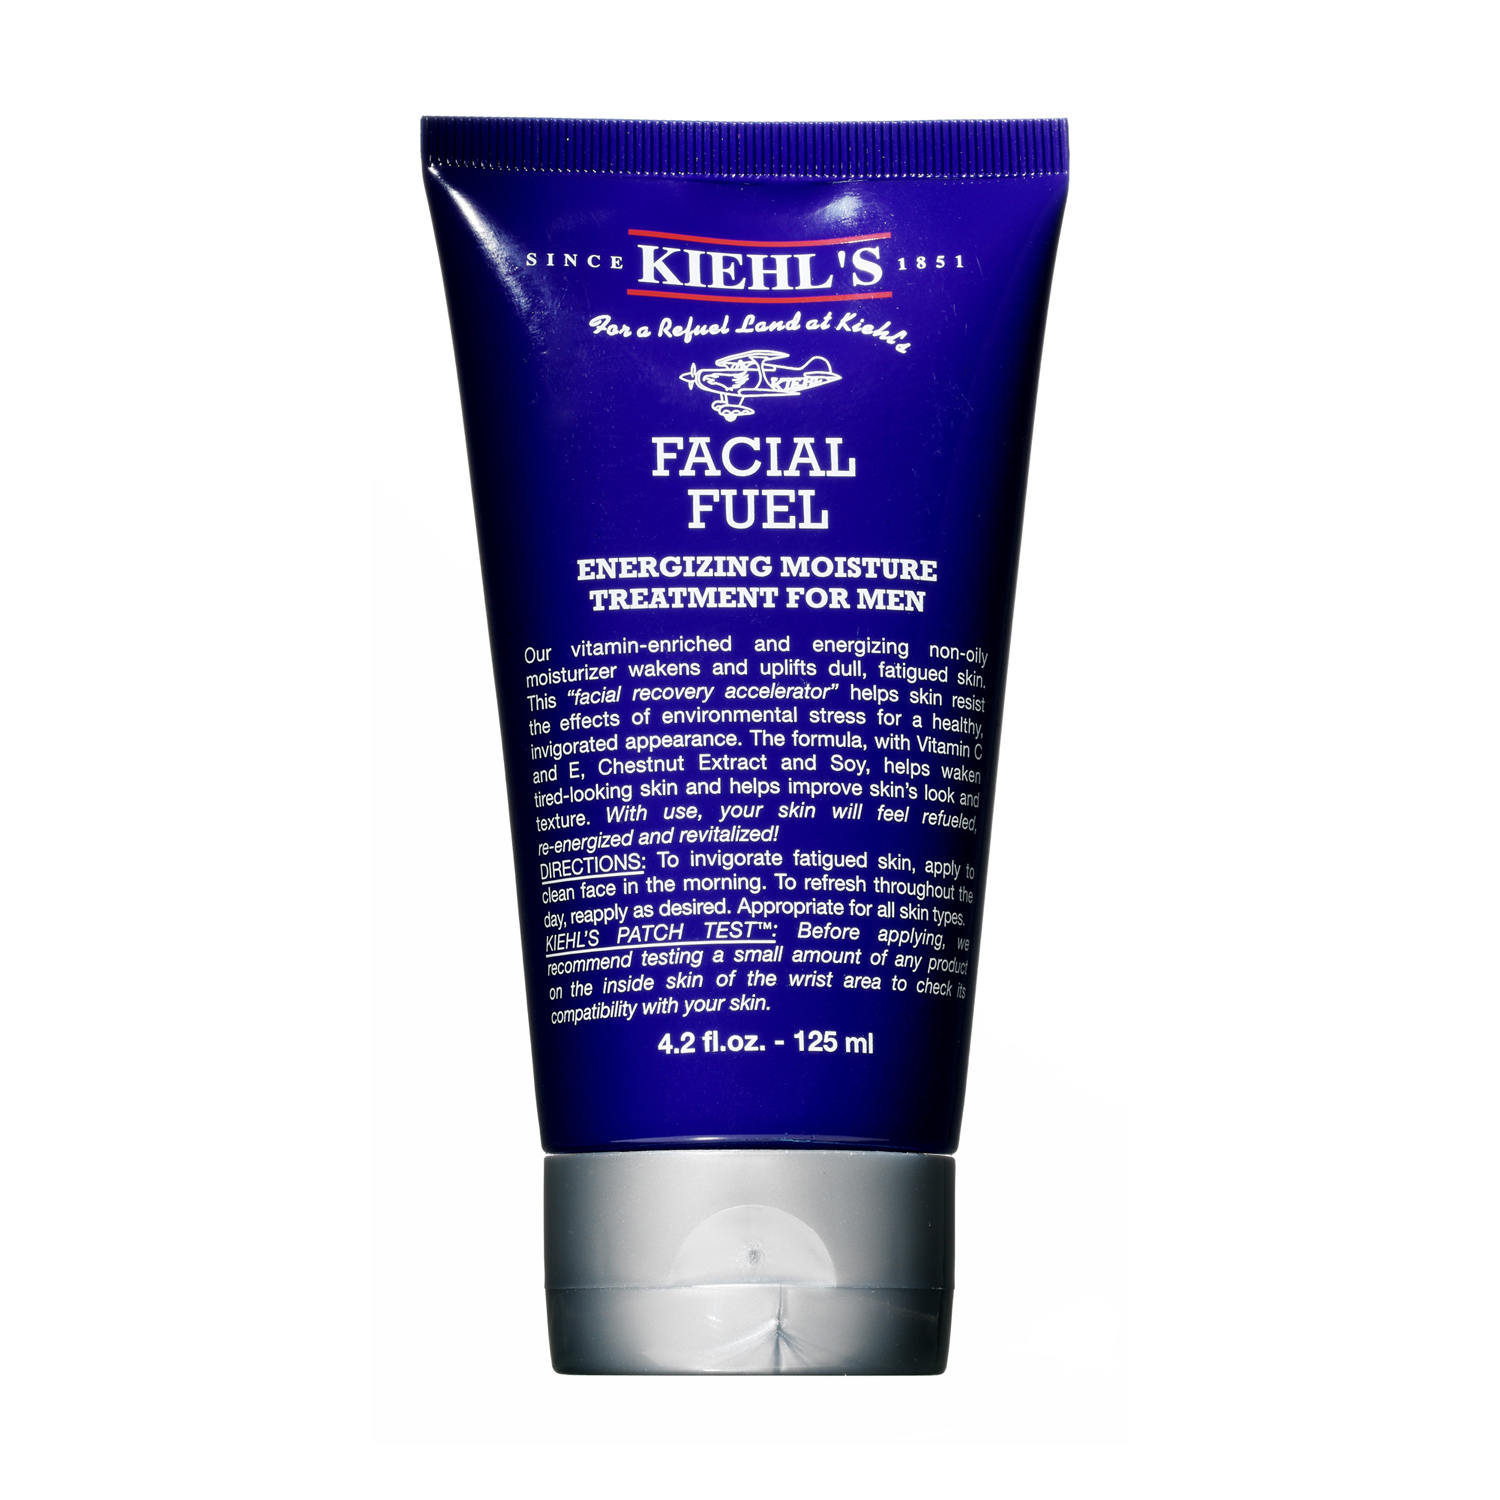 SINCE KIEHL'S 1851
For a Refuel Land at Kiehl's
KIEHL'S
FACIAL
FUEL
ENERGIZING MOISTURE
TREATMENT FOR MEN
Our vitamin-enriched and energizing non-oily
moisturizer wakens and uplifts dull, fatigued skin.
This “facial recovery accelerator” helps skin resist
the effects of environmental stress for a healthy,
invigorated appearance. The formula, with Vitamin C
and E, Chestnut Extract and Soy, helps waken
tired-looking skin and helps improve skin’s look and
texture. With use, your skin will feel refueled,
re-energized and revitalized!
DIRECTIONS: To invigorate fatigued skin, apply to
clean face in the morning. To refresh throughout the
day, reapply as desired. Appropriate for all skin types.
KIEHL’S PATCH TEST™: Before applying, we
recommend testing a small amount of any product
on the inside skin of the wrist area to check its
compatibility with your skin.
4.2 fl.oz. - 125 ml